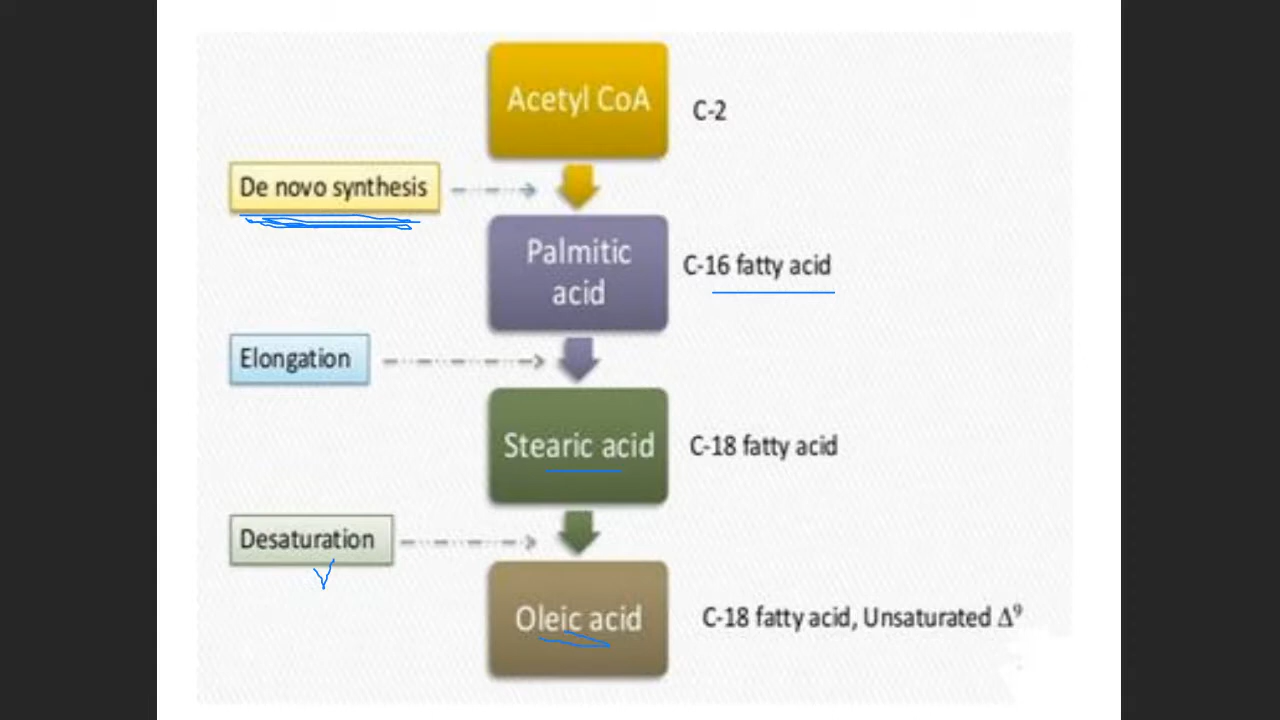 Acetyl CoA
C-2
De novo synthesis
Palmitic
acid
C-16 fatty acid
Elongation
Stearic acid
C-18 fatty acid
Desaturation
Oleic acid
C-18 fatty acid, Unsaturated Δ⁹